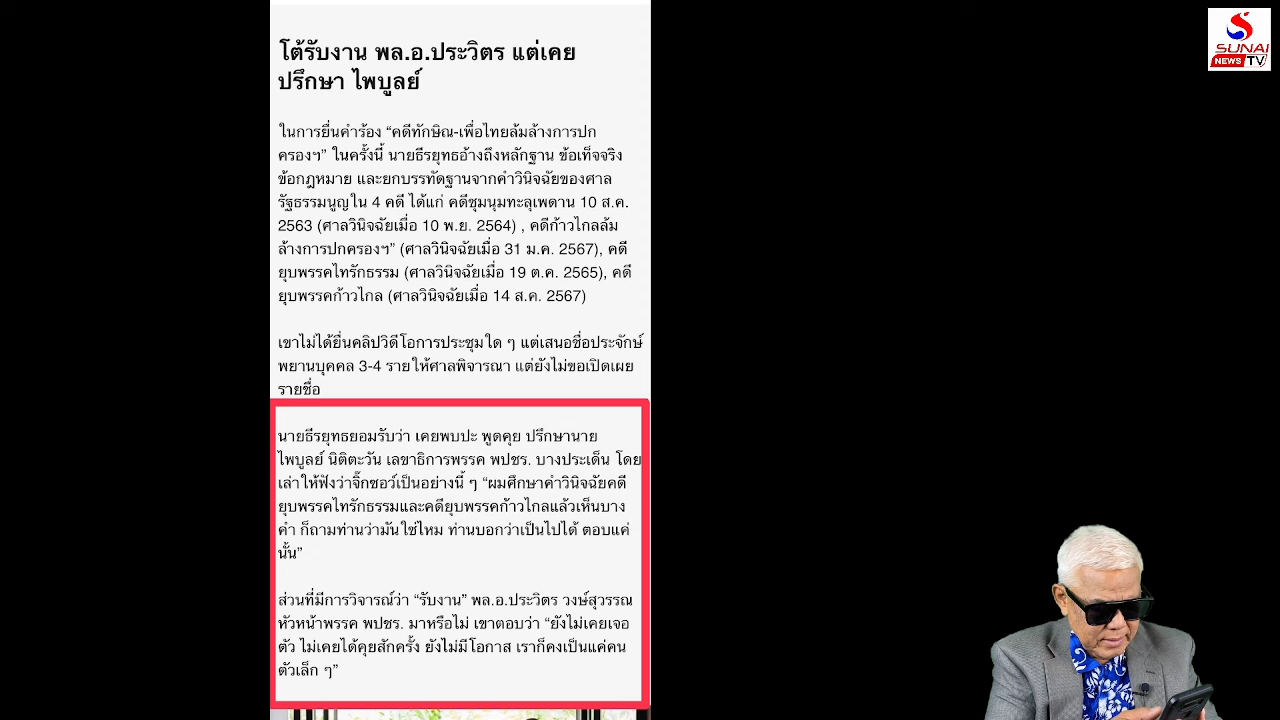 โต้รับงาน พล.อ.ประวิตร แต่เคย
ปรึกษา ไพบูลย์
ในการยื่นคำร้อง “คดีทักษิณ-เพื่อไทยล้มล้างการปก
ครองฯ” ในครั้งนี้ นายธีรยุทธอ้างถึงหลักฐาน ข้อเท็จจริง
ข้อกฎหมาย และยกบรรทัดฐานจากคำวินิจฉัยของศาล
รัฐธรรมนูญใน 4 คดี ได้แก่ คดีชุมนุมทะลุเพดาน 10 ส.ค.
2563 (ศาลวินิจฉัยเมื่อ 10 พ.ย. 2564) , คดีก้าวไกลล้ม
ล้างการปกครองฯ” (ศาลวินิจฉัยเมื่อ 31 ม.ค. 2567), คดี
ยุบพรรคไทรักธรรม (ศาลวินิจฉัยเมื่อ 19 ต.ค. 2565), คดี
ยุบพรรคก้าวไกล (ศาลวินิจฉัยเมื่อ 14 ส.ค. 2567)
เขาไม่ได้ยื่นคลิปวิดีโอการประชุมใด ๆ แต่เสนอชื่อประจักษ์
พยานบุคคล 3-4 รายให้ศาลพิจารณา แต่ยังไม่ขอเปิดเผย
รายชื่อ
นายธีรยุทธยอมรับว่า เคยพบปะ พูดคุย ปรึกษานาย
ไพบูลย์ นิติตะวัน เลขาธิการพรรค พปชร. บางประเด็น โดย
เล่าให้ฟังว่าจิ๊กซอว์เป็นอย่างนี้ ๆ “ผมศึกษาคำวินิจฉัยคดี
ยุบพรรคไทรักธรรมและคดียุบพรรคก้าวไกลแล้วเห็นบาง
คำ ก็ถามท่านว่ามันใช่ไหม ท่านบอกว่าเป็นไปได้ ตอบแค่
นั้น”
ส่วนที่มีการวิจารณ์ว่า “รับงาน” พล.อ.ประวิตร วงษ์สุวรรณ
หัวหน้าพรรค พปชร. มาหรือไม่ เขาตอบว่า “ยังไม่เคยเจอ
ตัว ไม่เคยได้คุยสักครั้ง ยังไม่มีโอกาส เราก็คงเป็นแค่คน
ตัวเล็ก ๆ”
SUNAI
NEWS TV